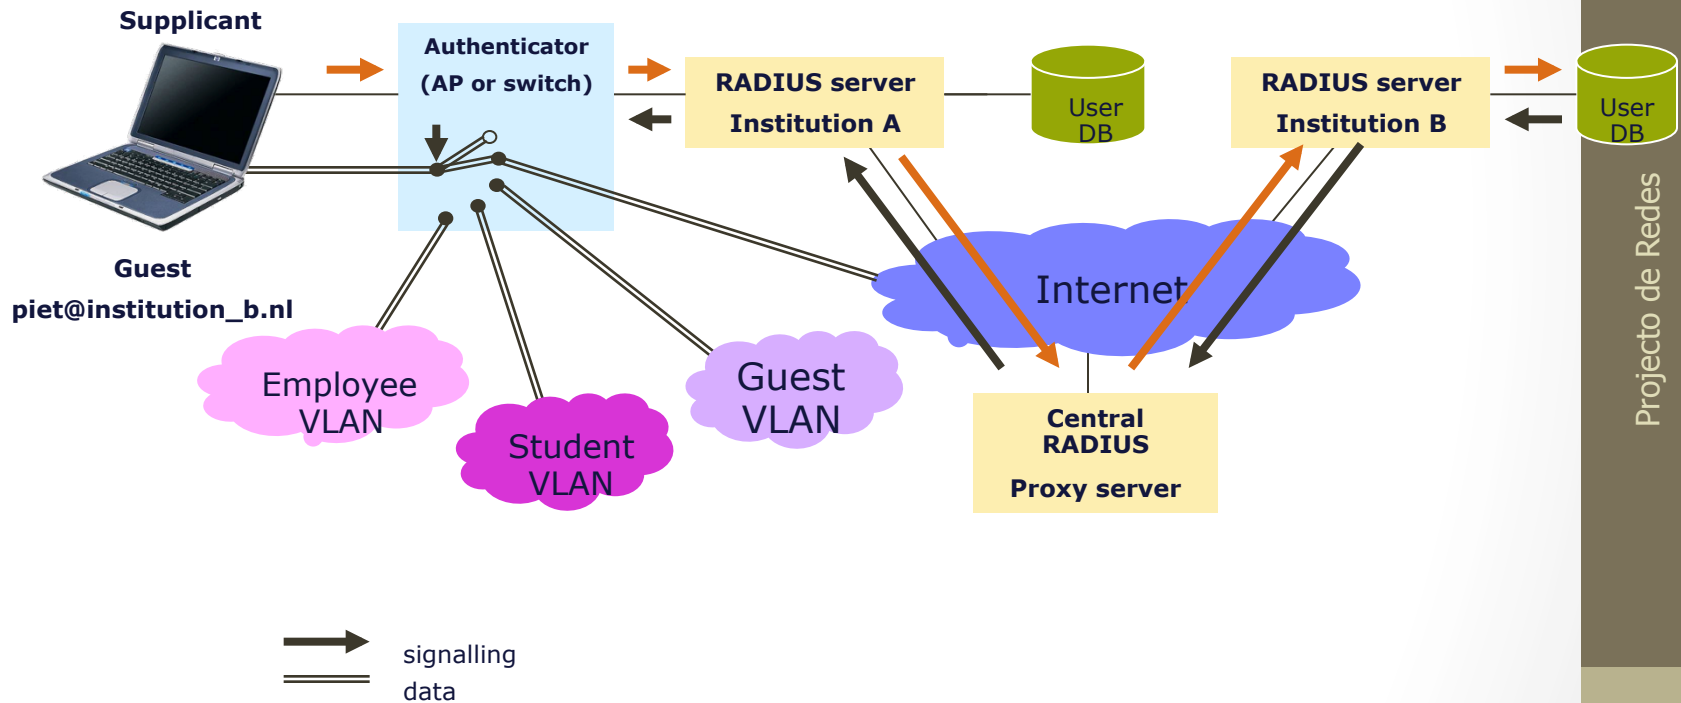 Supplicant
Authenticator
(AP or switch)
RADIUS server
Institution A
User
DB
RADIUS server
Institution B
User
DB
Guest
piet@institution_b.nl
Internet
Employee
VLAN
Student
VLAN
Guest
VLAN
Central
RADIUS
Proxy server
signalling
data
Projecto de Redes